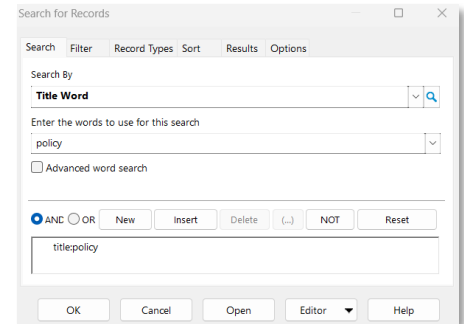 Search for Records
Search Filter Record Types Sort Results Options
Search By
Title Word
Enter the words to use for this search
policy
Advanced word search
AND OR New Insert Delete (...) NOT Reset
title:policy
OK Cancel Open Editor Help